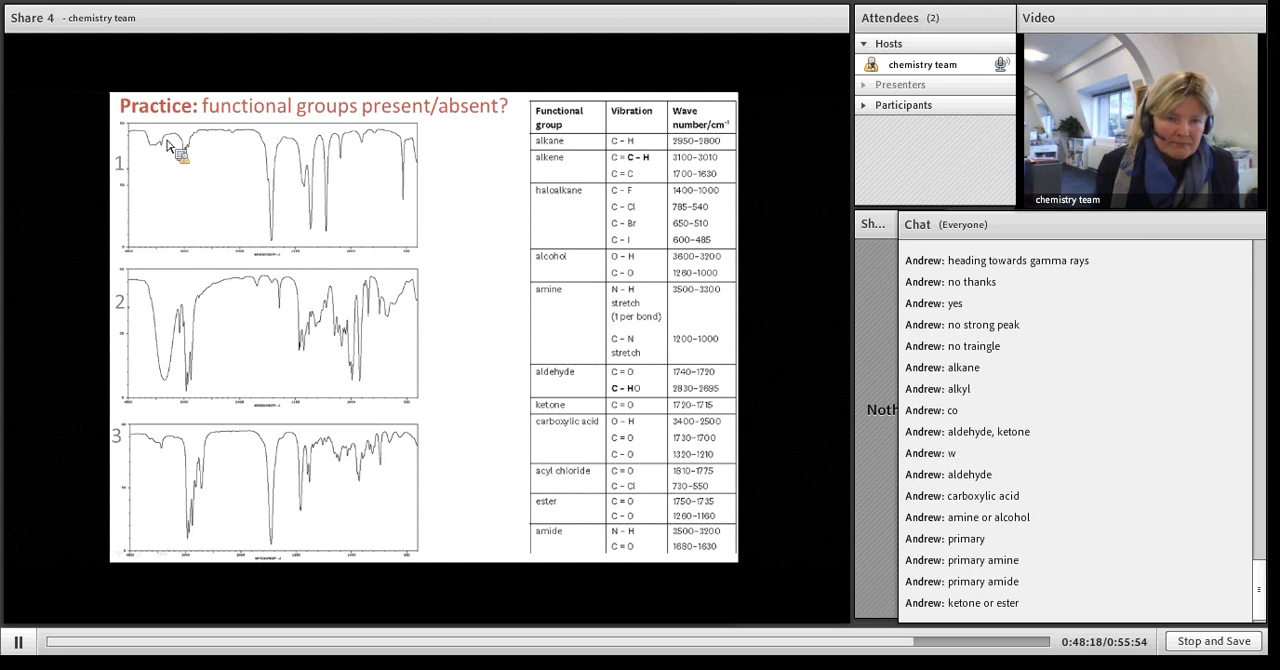 Share 4 - chemistry team
Practice: functional groups present/absent?
1
2
3
Functional group Vibration Wave number/cm⁻¹
alkane C – H 2950–2800
alkene C = C – H 3100–3010
C = C 1700–1630
haloalkane C – F 1400–1000
C – Cl 785–540
C – Br 650–510
C – I 600–485
alcohol O – H 3600–3200
C – O 1260–1000
amine N – H stretch (1 per bond) 3500–3300
C – N stretch 1200–1000
aldehyde C = O 1740–1720
C – HO 2830–2695
ketone C = O 1720–1715
carboxylic acid O – H 3400–2500
C = O 1730–1700
C – O 1320–1210
acyl chloride C = O 1810–1775
C – Cl 730–550
ester C = O 1750–1735
C – O 1260–1160
amide N – H 3500–3200
C = O 1680–1630
Attendees (2)
Hosts
chemistry team
Presenters
Participants
Video
chemistry team
Sh...
Noth
Chat (Everyone)
Andrew: heading towards gamma rays
Andrew: no thanks
Andrew: yes
Andrew: no strong peak
Andrew: no traingle
Andrew: alkane
Andrew: alkyl
Andrew: co
Andrew: aldehyde, ketone
Andrew: w
Andrew: aldehyde
Andrew: carboxylic acid
Andrew: amine or alcohol
Andrew: primary
Andrew: primary amine
Andrew: primary amide
Andrew: ketone or ester
0:48:18/0:55:54
Stop and Save